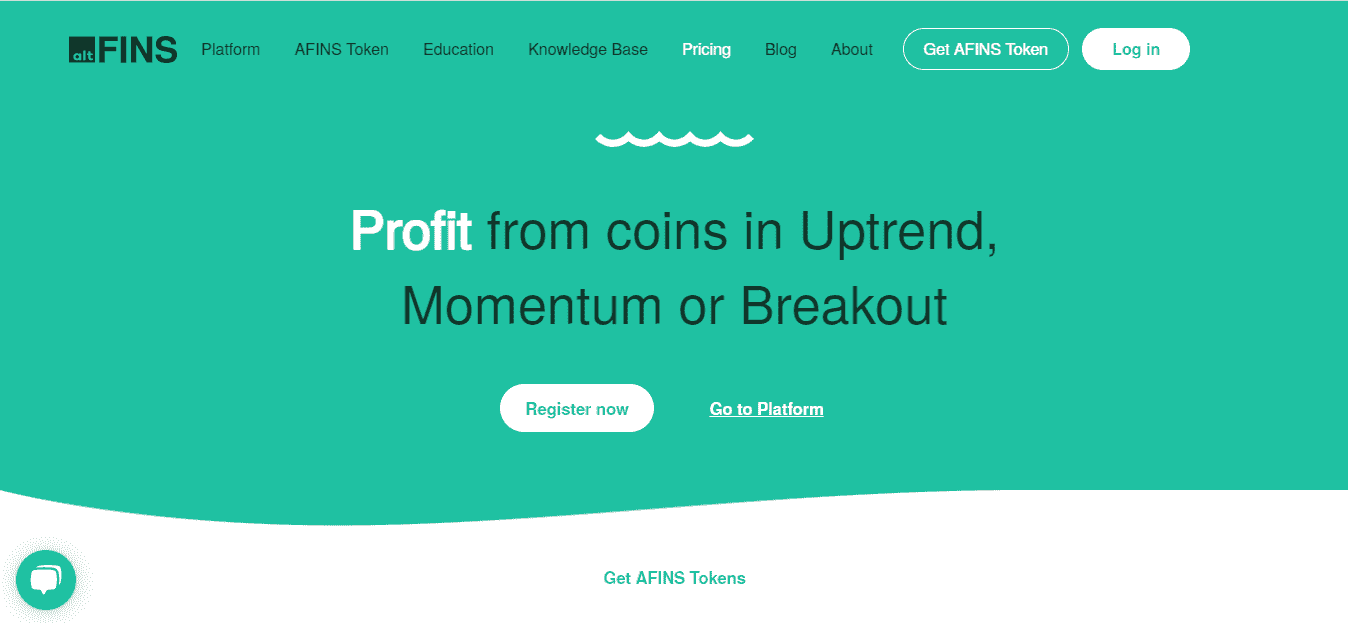 altFINS Platform AFINS Token Education Knowledge Base Pricing Blog About Get AFINS Token Log in
Profit from coins in Uptrend,
Momentum or Breakout
Register now Go to Platform
Get AFINS Tokens